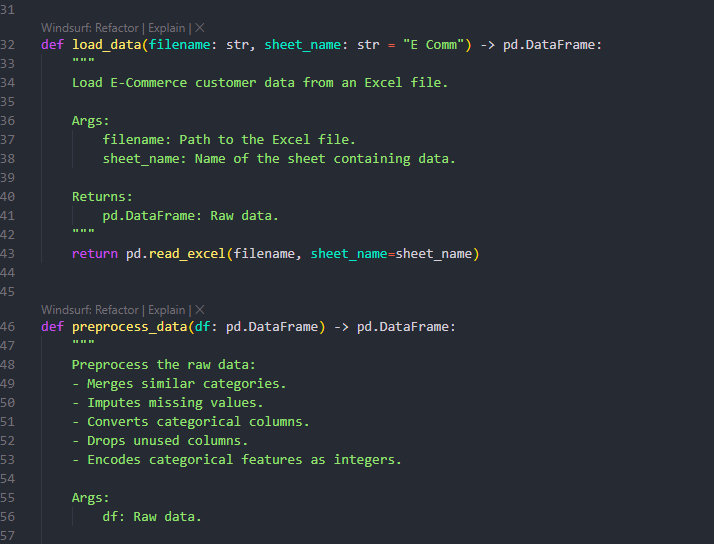 31
Windsurf: Refactor | Explain | ×
32 def load_data(filename: str, sheet_name: str = "E Comm") -> pd.DataFrame:
33 """
34 Load E-Commerce customer data from an Excel file.
35
36 Args:
37 filename: Path to the Excel file.
38 sheet_name: Name of the sheet containing data.
39
40 Returns:
41 pd.DataFrame: Raw data.
42 """
43 return pd.read_excel(filename, sheet_name=sheet_name)
44
45
Windsurf: Refactor | Explain | ×
46 def preprocess_data(df: pd.DataFrame) -> pd.DataFrame:
47 """
48 Preprocess the raw data:
49 - Merges similar categories.
50 - Imputes missing values.
51 - Converts categorical columns.
52 - Drops unused columns.
53 - Encodes categorical features as integers.
54
55 Args:
56 df: Raw data.
57